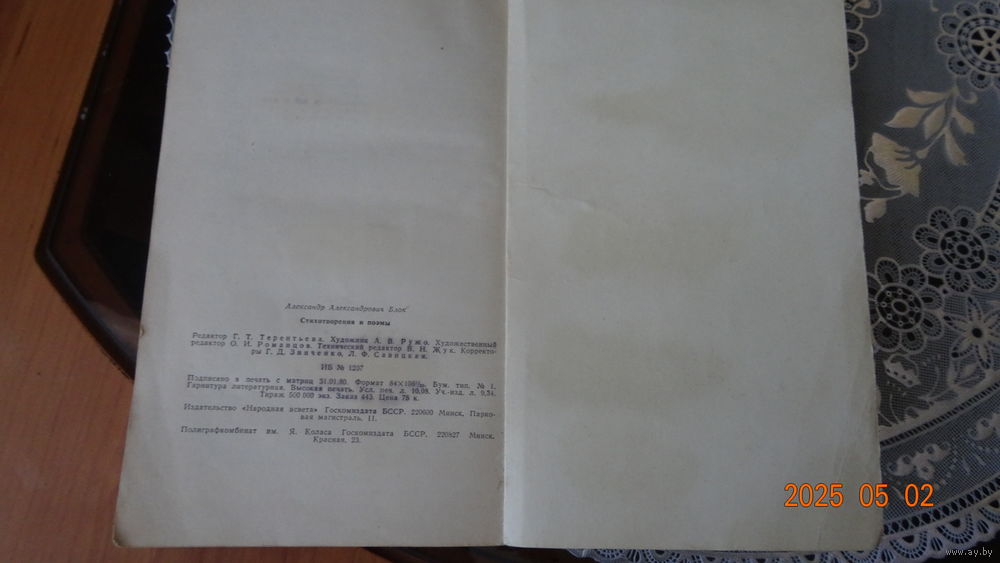 Александр Александрович Блок
Стихотворения и поэмы
Редактор Г. Т. Терентьева. Художник А. В. Ружо. Художественный
редактор О. И. Романцов. Технический редактор В. Н. Жук. Корректо-
ры Г. Д. Зинченко, Л. Ф. Савицкая.
ИБ № 1297
Подписано в печать с матриц 31.01.80. Формат 84×108¹/₃₂. Бум. тип. № 1.
Гарнитура литературная. Высокая печать. Усл. печ. л. 10,08. Уч.-изд. л. 9,34.
Тираж 500 000 экз. Заказ 443. Цена 75 к.
Издательство «Народная асвета» Госкомиздата БССР. 220600 Минск, Парко-
вая магистраль, 11.
Полиграфкомбинат им. Я. Коласа Госкомиздата БССР. 220827 Минск,
Красная, 23.
2025 05 02
www.ay.by